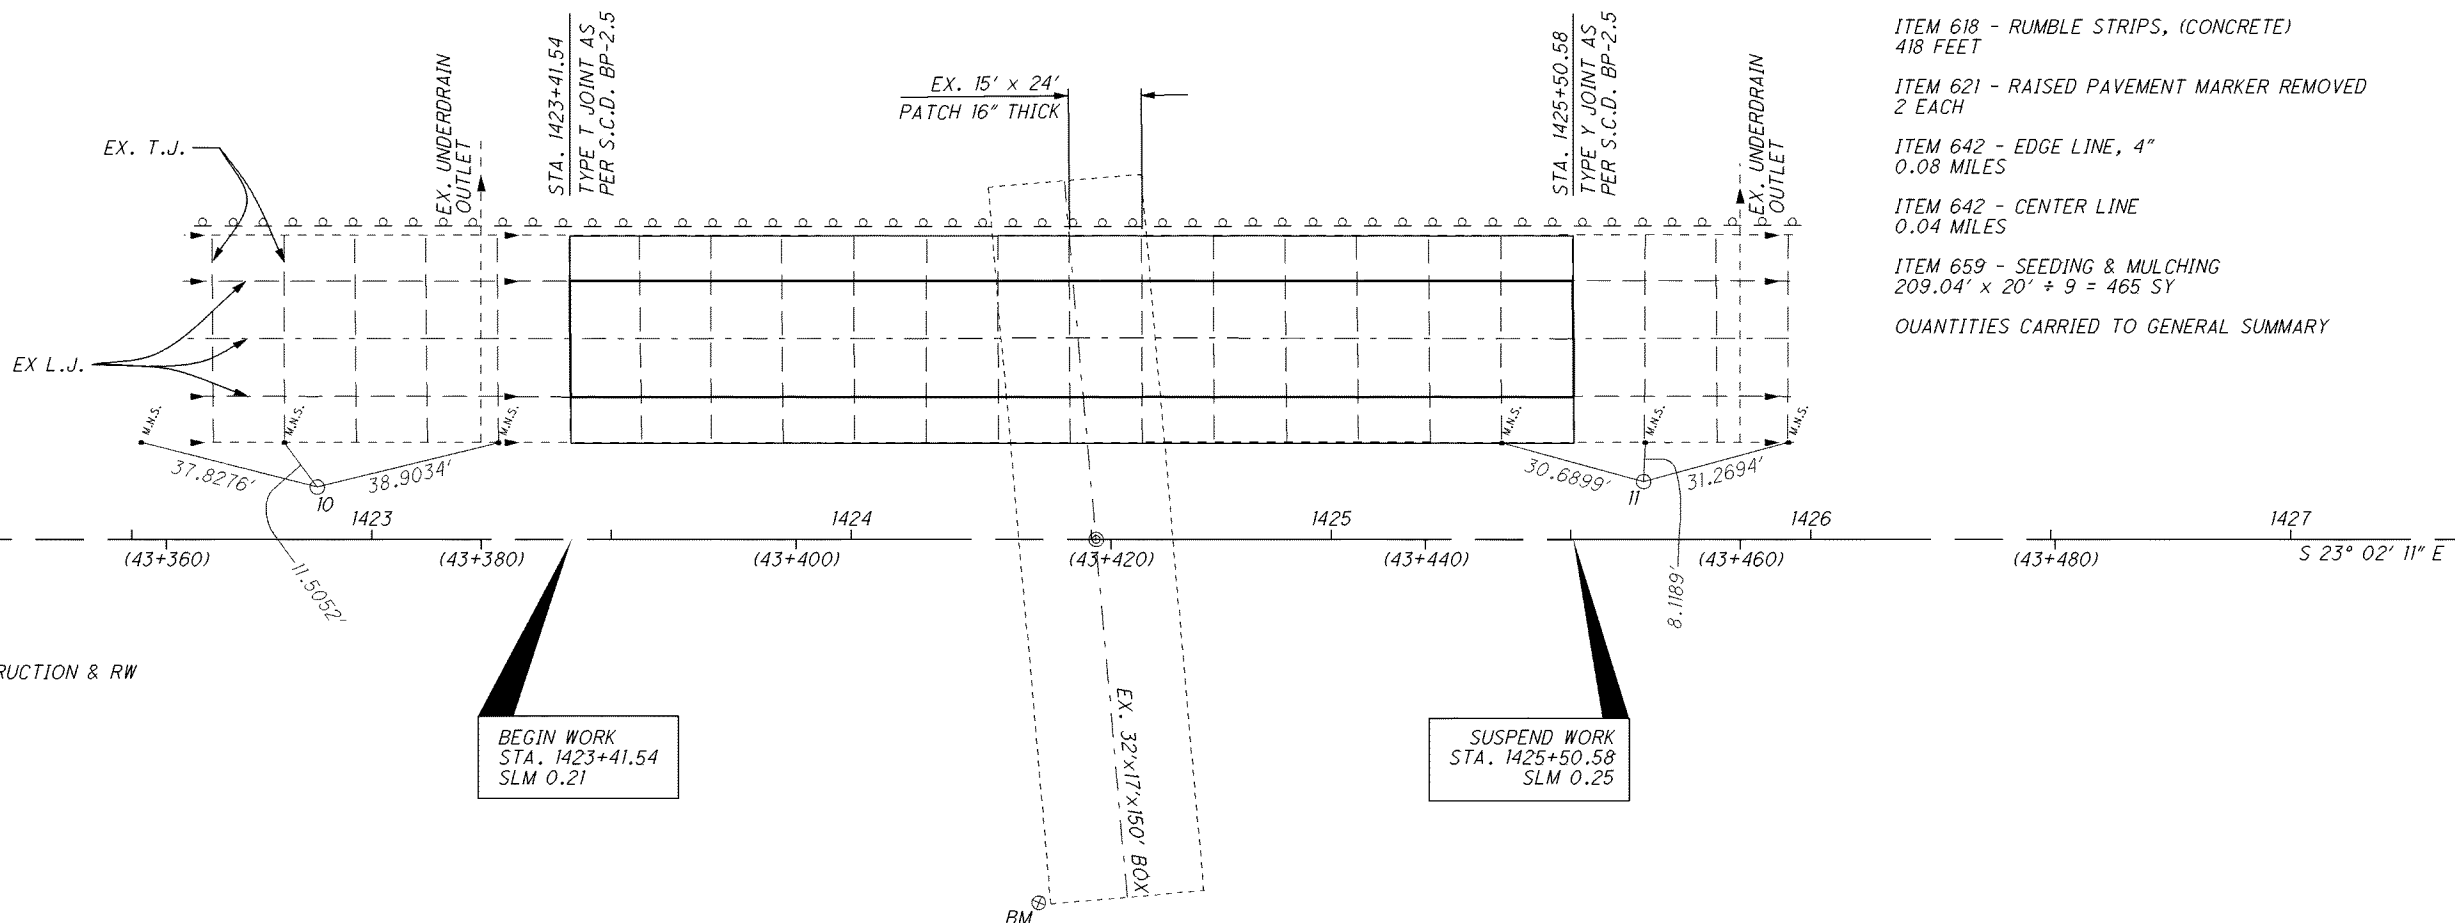 ITEM 618 - RUMBLE STRIPS, (CONCRETE)
418 FEET
ITEM 621 - RAISED PAVEMENT MARKER REMOVED
2 EACH
ITEM 642 - EDGE LINE, 4"
0.08 MILES
ITEM 642 - CENTER LINE
0.04 MILES
ITEM 659 - SEEDING & MULCHING
209.04' x 20' ÷ 9 = 465 SY
QUANTITIES CARRIED TO GENERAL SUMMARY
EX. T.J.
EX. UNDERDRAIN
OUTLET
STA. 1423+41.54
TYPE T JOINT AS
PER S.C.D. BP-2.5
EX. 15' x 24'
PATCH 16" THICK
STA. 1425+50.58
TYPE Y JOINT AS
PER S.C.D. BP-2.5
EX. UNDERDRAIN
OUTLET
EX L.J.
M.N.S.
M.N.S.
M.N.S.
M.N.S.
M.N.S.
M.N.S.
37.8276'
38.9034'
10
11.5052'
30.6899'
31.2694'
11
8.1189'
1423
1424
1425
1426
1427
(43+360)
(43+380)
(43+400)
(43+420)
(43+440)
(43+460)
(43+480)
S 23° 02' 11" E
RUCTION & RW
BEGIN WORK
STA. 1423+41.54
SLM 0.21
EX. 32'x17'x150' BOX
SUSPEND WORK
STA. 1425+50.58
SLM 0.25
BM